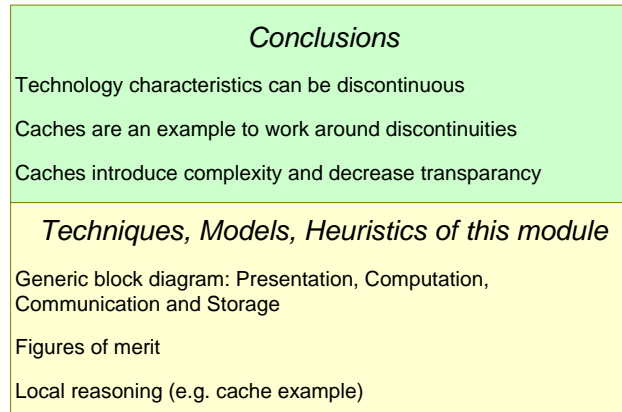 Conclusions
Technology characteristics can be discontinuous
Caches are an example to work around discontinuities
Caches introduce complexity and decrease transparancy
Techniques, Models, Heuristics of this module
Generic block diagram: Presentation, Computation,
Communication and Storage
Figures of merit
Local reasoning (e.g. cache example)